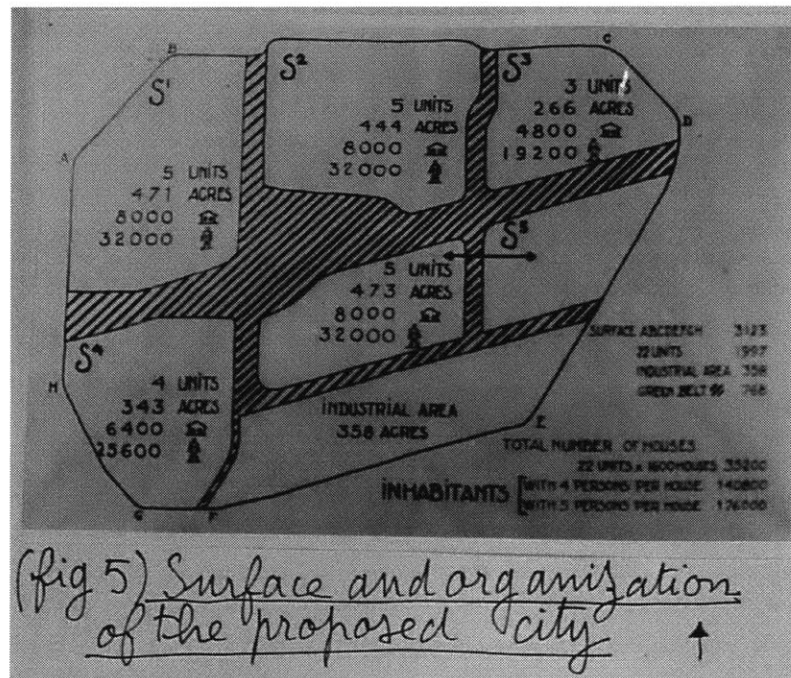 B
C
S¹
S²
S³
5 UNITS
444 ACRES
8000
32000
3 UNITS
266 ACRES
4800
19200
D
A
5 UNITS
471 ACRES
8000
32000
S⁵
5 UNITS
473 ACRES
8000
32000
SURFACE ABCDEFGH 3123
22 UNITS 1997
INDUSTRIAL AREA 358
GREEN BELT 768
S⁴
H
4 UNITS
343 ACRES
6400
25600
INDUSTRIAL AREA
358 ACRES
E
TOTAL NUMBER OF HOUSES
22 UNITS x 1600 HOUSES 35200
INHABITANTS
WITH 4 PERSONS PER HOUSE 140800
WITH 5 PERSONS PER HOUSE 176000
G
F
(fig 5) Surface and organization
of the proposed city